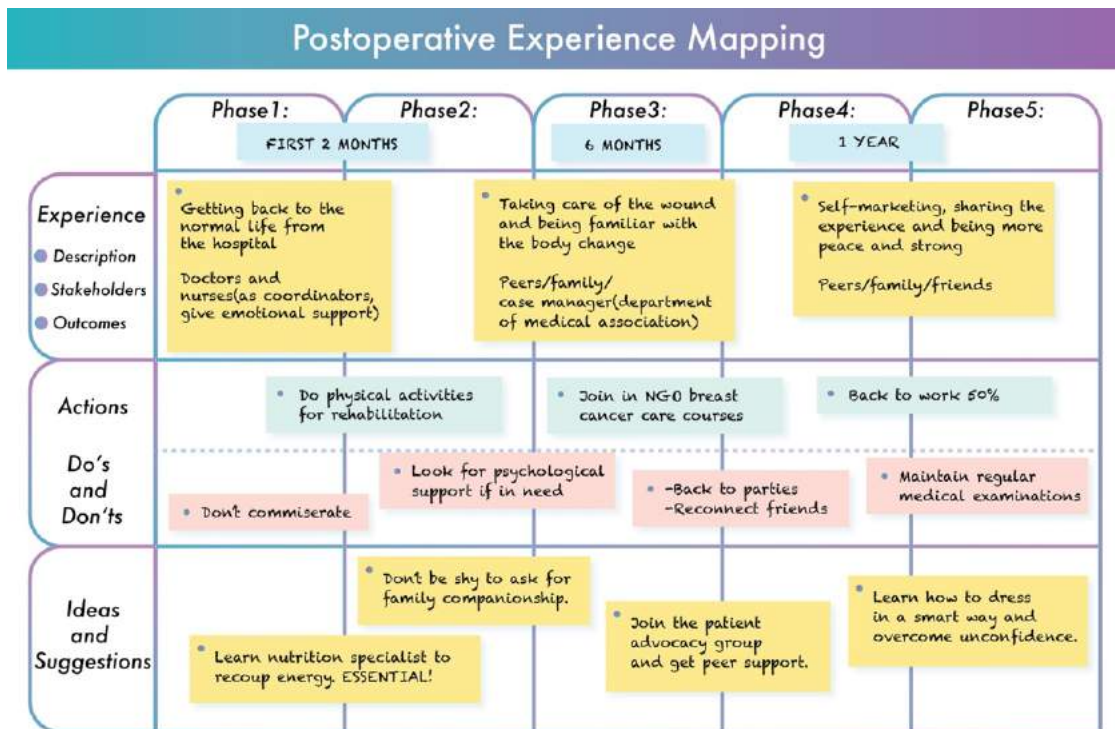 Postoperative Experience Mapping
Phase1:
Phase2:
Phase3:
Phase4:
Phase5:
FIRST 2 MONTHS
6 MONTHS
1 YEAR
Experience
Description
Stakeholders
Outcomes
Getting back to the
normal life from
the hospital
Doctors and
nurses(as coordinators,
give emotional support)
Taking care of the wound
and being familiar with
the body change
Peers/family/
case manager(department
of medical association)
Self-marketing, sharing the
experience and being more
peace and strong
Peers/family/friends
Actions
Do physical activities
for rehabilitation
Join in NGO breast
cancer care courses
Back to work 50%
Do's
and
Don'ts
Don't commiserate
Look for psychological
support if in need
-Back to parties
-Reconnect friends
Maintain regular
medical examinations
Ideas
and
Suggestions
Learn nutrition specialist to
recoup energy. ESSENTIAL!
Don't be shy to ask for
family companionship.
Join the patient
advocacy group
and get peer support.
Learn how to dress
in a smart way and
overcome unconfidence.